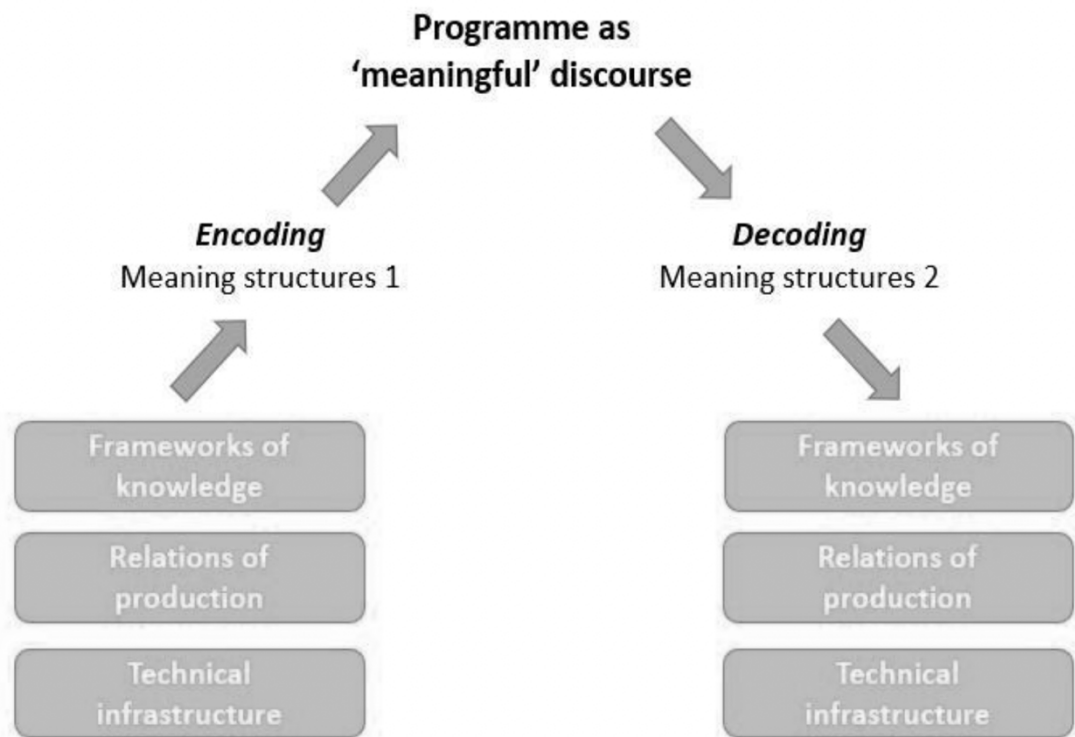 Programme as
‘meaningful’ discourse
Encoding
Meaning structures 1
Decoding
Meaning structures 2
Frameworks of
knowledge
Relations of
production
Technical
infrastructure
Frameworks of
knowledge
Relations of
production
Technical
infrastructure